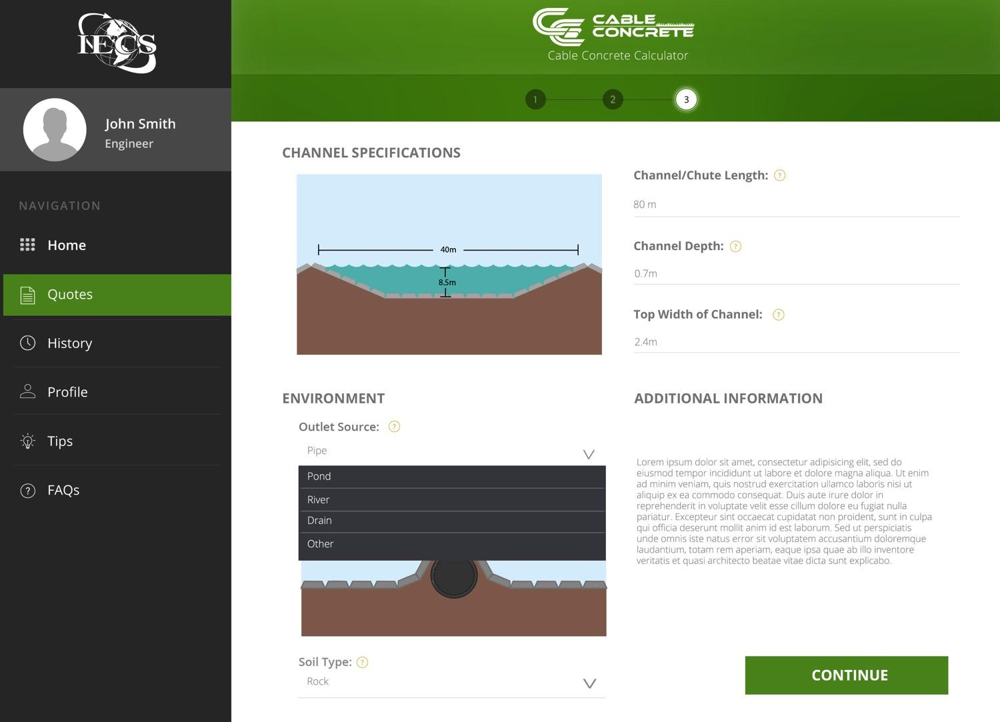 IECS
John Smith
Engineer
NAVIGATION
Home
Quotes
History
Profile
Tips
? FAQs
CABLE
CONCRETE
Cable Concrete Calculator
1 2 3
CHANNEL SPECIFICATIONS
40m
8.5m
Channel/Chute Length: ?
80 m
Channel Depth: ?
0.7m
Top Width of Channel: ?
2.4m
ENVIRONMENT
Outlet Source: ?
Pipe
Pond
River
Drain
Other
Soil Type: ?
Rock
ADDITIONAL INFORMATION
Lorem ipsum dolor sit amet, consectetur adipisicing elit, sed do
eiusmod tempor incididunt ut labore et dolore magna aliqua. Ut enim
ad minim veniam, quis nostrud exercitation ullamco laboris nisi ut
aliquip ex ea commodo consequat. Duis aute irure dolor in
reprehenderit in voluptate velit esse cillum dolore eu fugiat nulla
pariatur. Excepteur sint occaecat cupidatat non proident, sunt in culpa
qui officia deserunt mollit anim id est laborum. Sed ut perspiciatis
unde omnis iste natus error sit voluptatem accusantium doloremque
laudantium, totam rem aperiam, eaque ipsa quae ab illo inventore
veritatis et quasi architecto beatae vitae dicta sunt explicabo.
CONTINUE